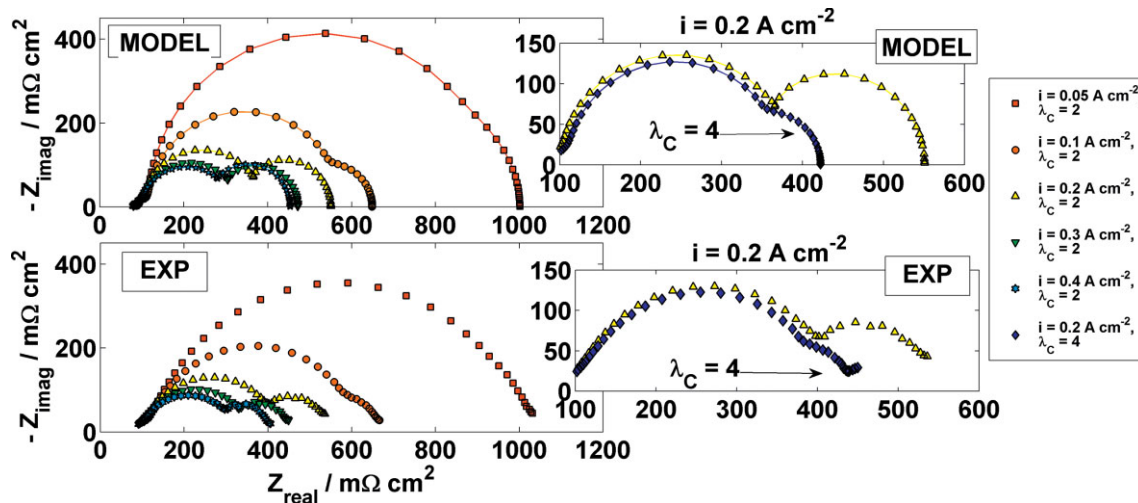 MODEL
- Z_imag / mΩ cm²
400
200
0
0 200 400 600 800 1000 1200
i = 0.2 A cm⁻²
MODEL
150
100
50
0
λ_C = 4
100 200 300 400 500 600
EXP
- Z_imag / mΩ cm²
400
200
0
0 200 400 600 800 1000 1200
Z_real / mΩ cm²
i = 0.2 A cm⁻²
EXP
150
100
50
0
λ_C = 4
100 200 300 400 500 600
i = 0.05 A cm⁻²
λ_C = 2
i = 0.1 A cm⁻²,
λ_C = 2
i = 0.2 A cm⁻²,
λ_C = 2
i = 0.3 A cm⁻²,
λ_C = 2
i = 0.4 A cm⁻²,
λ_C = 2
i = 0.2 A cm⁻²,
λ_C = 4